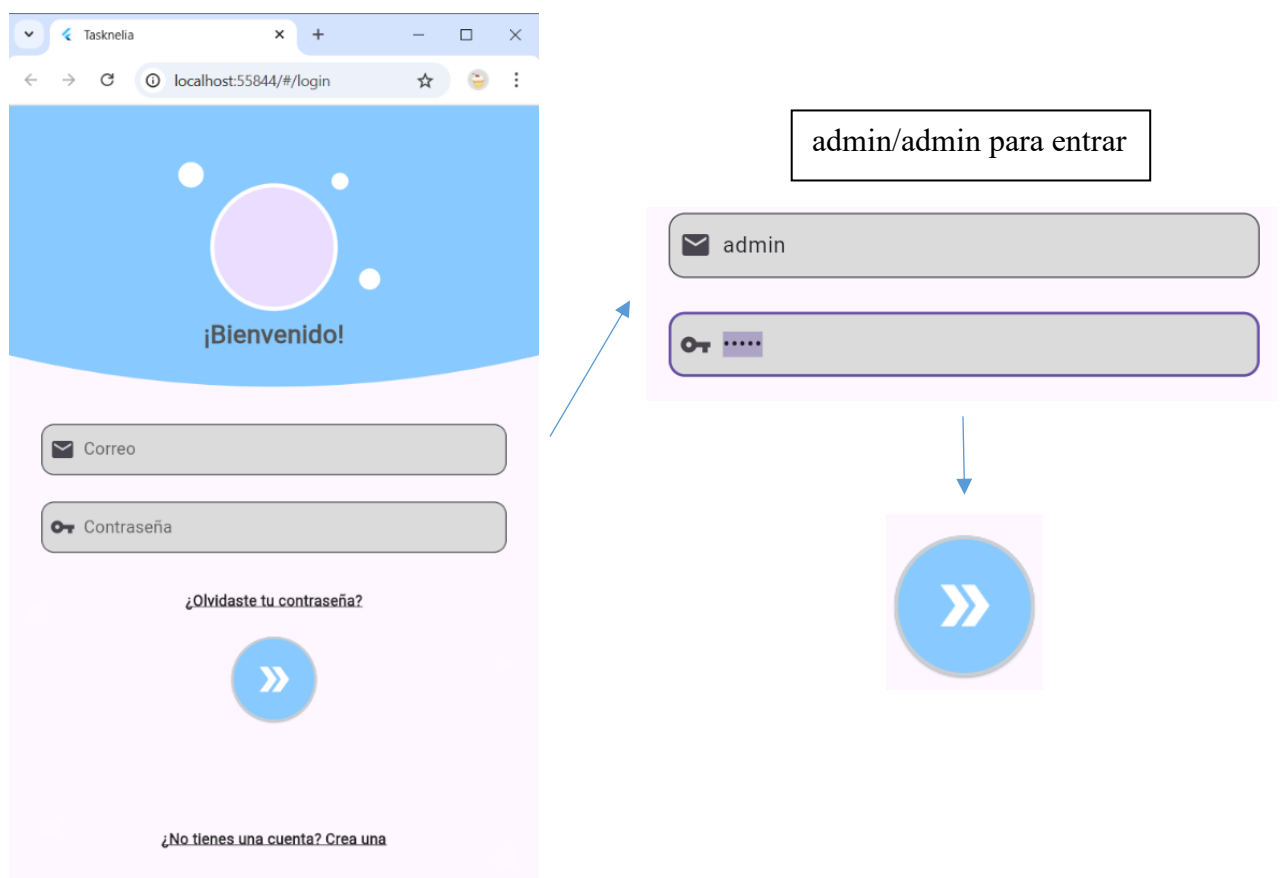 Tasknelia
localhost:55844/#/login
¡Bienvenido!
Correo
Contraseña
¿Olvidaste tu contraseña?
¿No tienes una cuenta? Crea una
admin/admin para entrar
admin
•••••